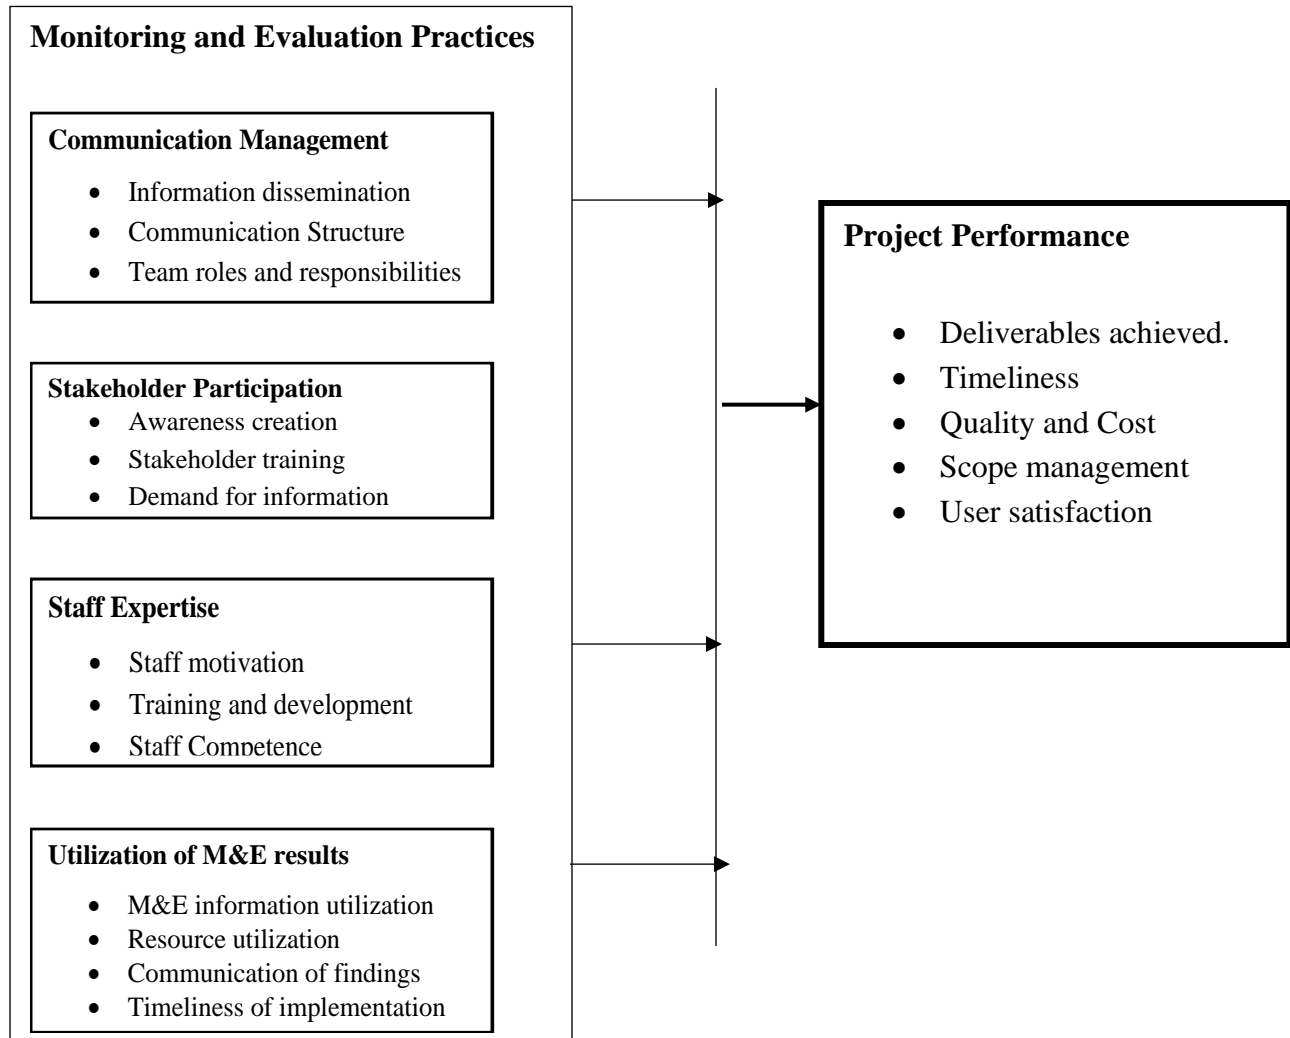 Monitoring and Evaluation Practices
Communication Management
• Information dissemination
• Communication Structure
• Team roles and responsibilities
Stakeholder Participation
• Awareness creation
• Stakeholder training
• Demand for information
Staff Expertise
• Staff motivation
• Training and development
• Staff Competence
Utilization of M&E results
• M&E information utilization
• Resource utilization
• Communication of findings
• Timeliness of implementation
Project Performance
• Deliverables achieved.
• Timeliness
• Quality and Cost
• Scope management
• User satisfaction